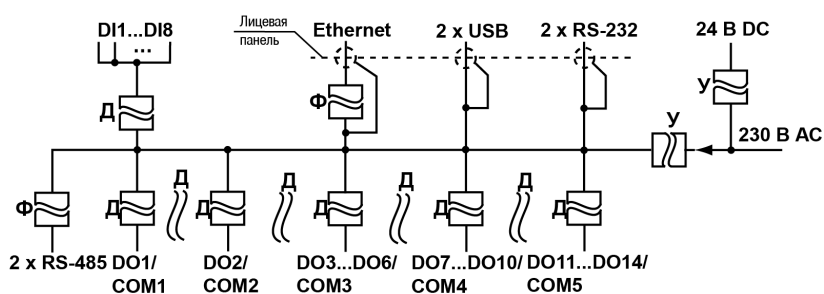 Лицевая
панель
DI1...DI8
...
Ethernet
2 x USB
2 x RS-232
24 В DC
Д
Ф
У
У
230 В AC
Д
Д
Д
Д
Ф
Д
Д
Д
Д
Д
2 x RS-485
DO1/
COM1
DO2/
COM2
DO3...DO6/
COM3
DO7...DO10/
COM4
DO11...DO14/
COM5